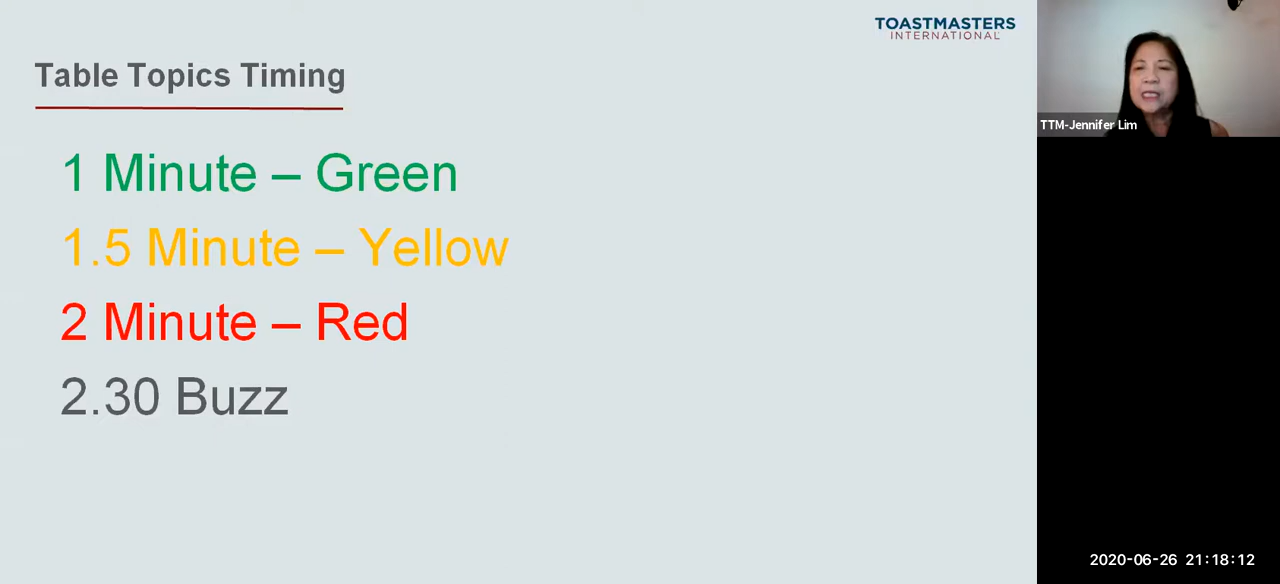 TOASTMASTERS
INTERNATIONAL
Table Topics Timing
1 Minute – Green
1.5 Minute – Yellow
2 Minute – Red
2.30 Buzz
TTM-Jennifer Lim
2020-06-26 21:18:12